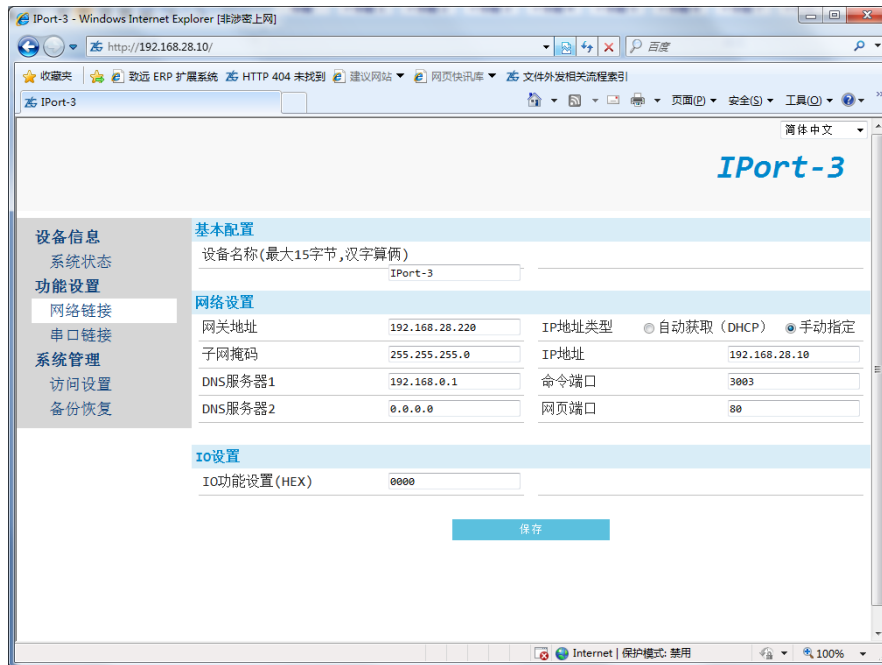 IPort-3 - Windows Internet Explorer [非涉密上网]
http://192.168.28.10/
百度
收藏夹 致远 ERP 扩展系统 HTTP 404 未找到 建议网站 网页快讯库 文件外发相关流程索引
IPort-3 页面(P) 安全(S) 工具(O)
简体中文
IPort-3
设备信息
系统状态
功能设置
网络链接
串口链接
系统管理
访问设置
备份恢复
基本配置
设备名称(最大15字节,汉字算俩)
IPort-3
网络设置
网关地址 192.168.28.220 IP地址类型 自动获取（DHCP） 手动指定
子网掩码 255.255.255.0 IP地址 192.168.28.10
DNS服务器1 192.168.0.1 命令端口 3003
DNS服务器2 0.0.0.0 网页端口 80
IO设置
IO功能设置(HEX) 0000
保存
Internet | 保护模式: 禁用 100%